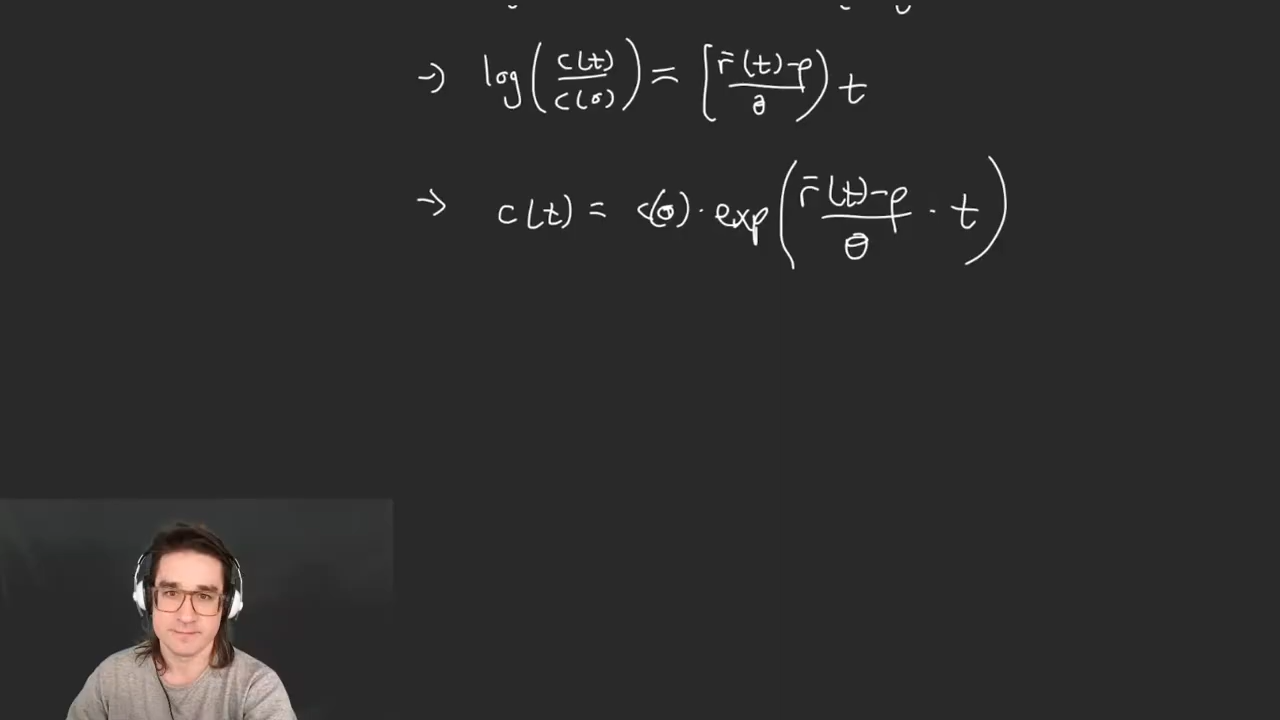 → log(c(t)/c(0)) = [r̄(t)-ρ/θ) t
→ c(t) = c(0) · exp(r̄(t)-ρ/θ · t)